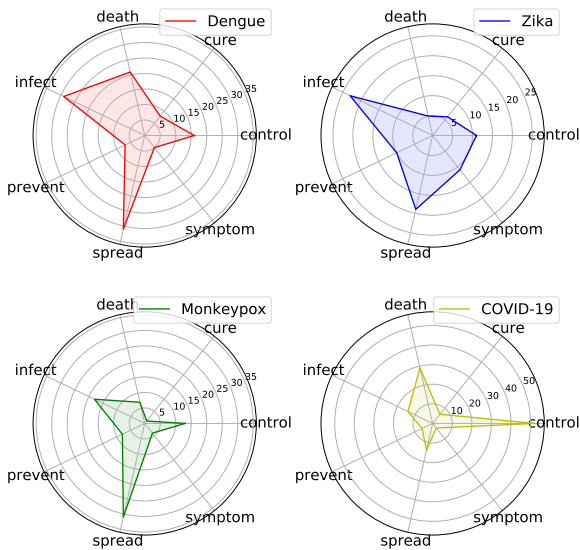 Dengue
death
cure
infect
5 10 15 20 25 30 35
control
prevent
symptom
spread
Zika
death
cure
infect
5 10 15 20 25
control
prevent
symptom
spread
Monkeypox
death
cure
infect
5 10 15 20 25 30 35
control
prevent
symptom
spread
COVID-19
death
cure
infect
10 20 30 40 50
control
prevent
symptom
spread